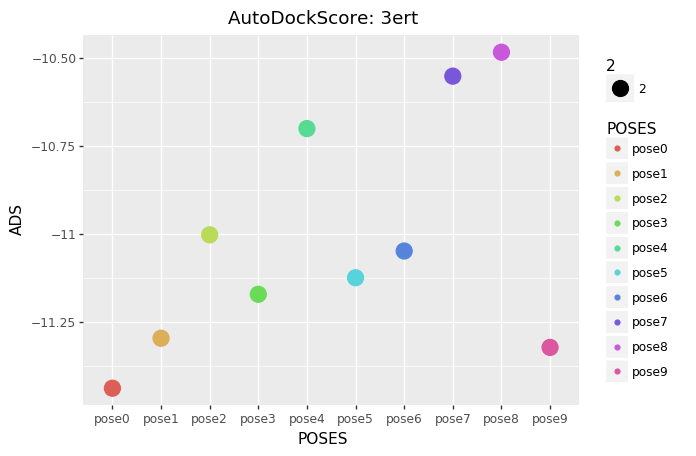 AutoDockScore: 3ert
ADS
−10.50
−10.75
−11
−11.25
pose0 pose1 pose2 pose3 pose4 pose5 pose6 pose7 pose8 pose9
POSES
2
2
POSES
pose0
pose1
pose2
pose3
pose4
pose5
pose6
pose7
pose8
pose9